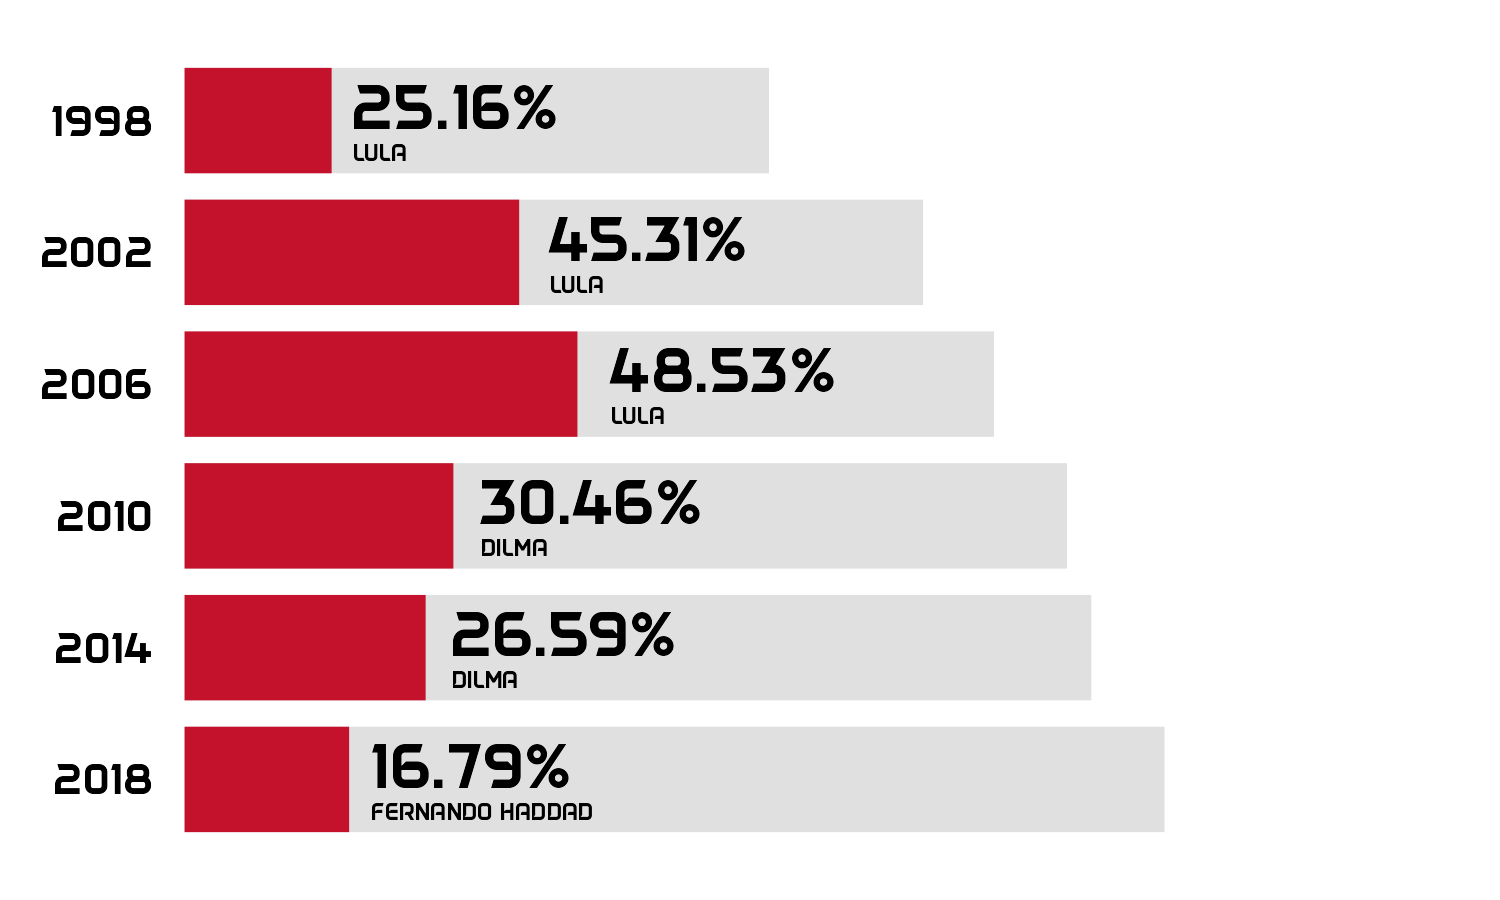 1998
25.16%
LULA
2002
45.31%
LULA
2006
48.53%
LULA
2010
30.46%
DILMA
2014
26.59%
DILMA
2018
16.79%
FERNANDO HADDAD